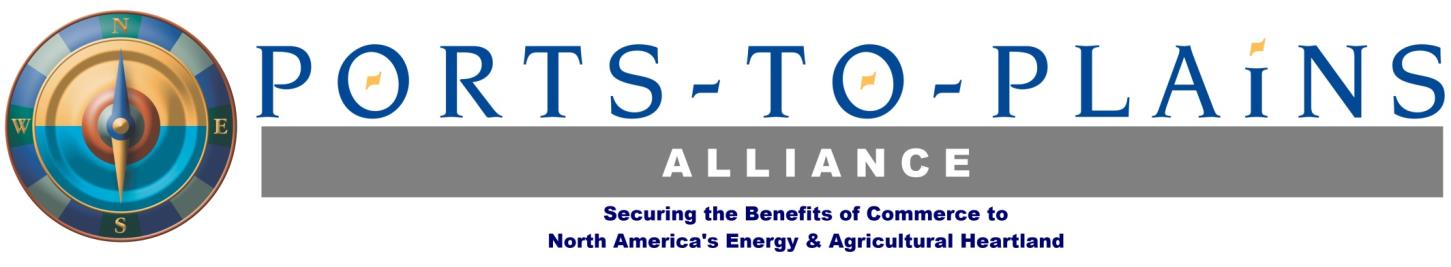 N
W E
S
PORTS-TO-PLAiNS
ALLIANCE
Securing the Benefits of Commerce to
North America's Energy & Agricultural Heartland